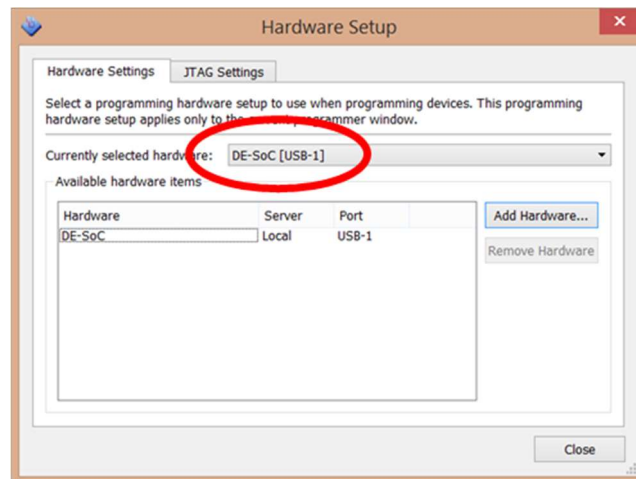 Hardware Setup
Hardware Settings
JTAG Settings
Select a programming hardware setup to use when programming devices. This programming
hardware setup applies only to the current programmer window.
Currently selected hardware:
DE-SoC [USB-1]
Available hardware items
Hardware Server Port
DE-SoC Local USB-1
Add Hardware...
Remove Hardware
Close